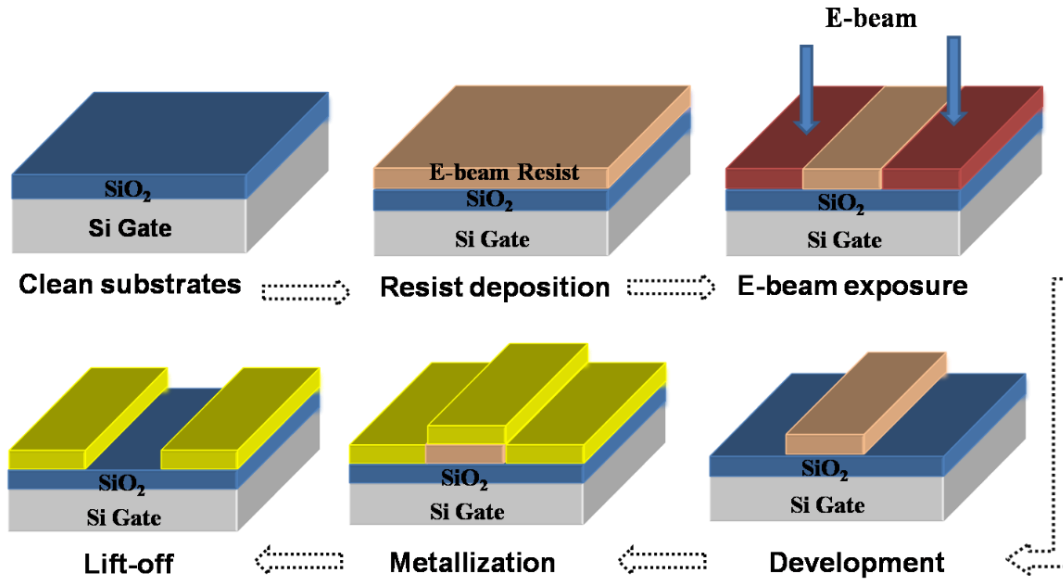 E-beam
SiO₂
Si Gate
E-beam Resist
SiO₂
Si Gate
SiO₂
Si Gate
Clean substrates
Resist deposition
E-beam exposure
SiO₂
Si Gate
SiO₂
Si Gate
SiO₂
Si Gate
Lift-off
Metallization
Development